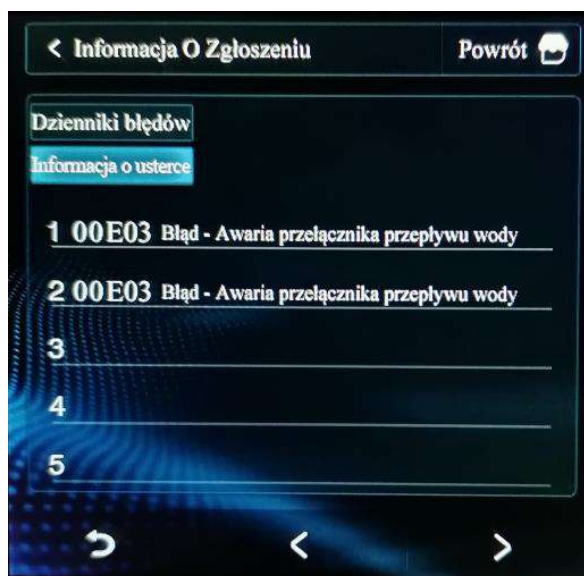 Informacja O Zgłoszeniu Powrót
Dzienniki błędów
Informacja o usterce
1 00E03 Błąd - Awaria przełącznika przepływu wody
2 00E03 Błąd - Awaria przełącznika przepływu wody
3
4
5